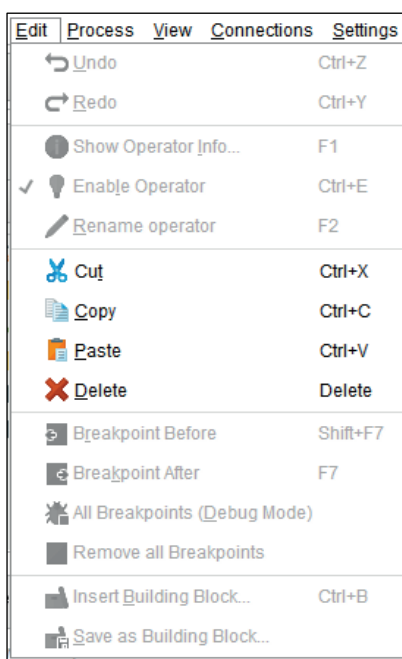 Edit Process View Connections Settings
Undo Ctrl+Z
Redo Ctrl+Y
Show Operator Info... F1
Enable Operator Ctrl+E
Rename operator F2
Cut Ctrl+X
Copy Ctrl+C
Paste Ctrl+V
Delete Delete
Breakpoint Before Shift+F7
Breakpoint After F7
All Breakpoints (Debug Mode)
Remove all Breakpoints
Insert Building Block... Ctrl+B
Save as Building Block...